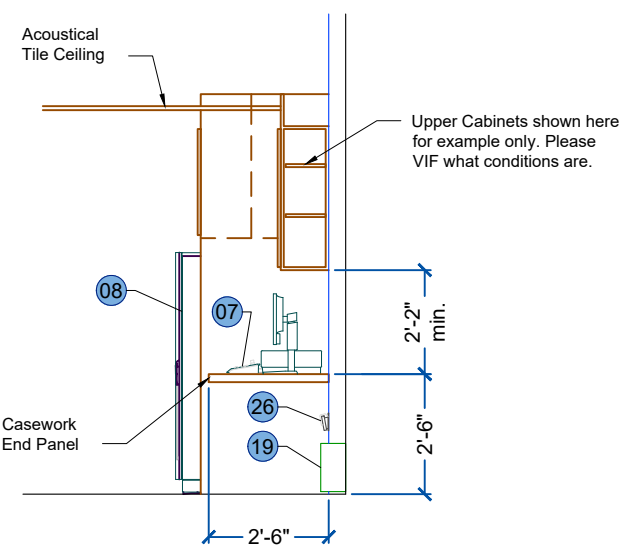 Acoustical
Tile Ceiling
Upper Cabinets shown here
for example only. Please
VIF what conditions are.
08
07
2'-2"
min.
26
Casework
End Panel
19
2'-6"
2'-6"